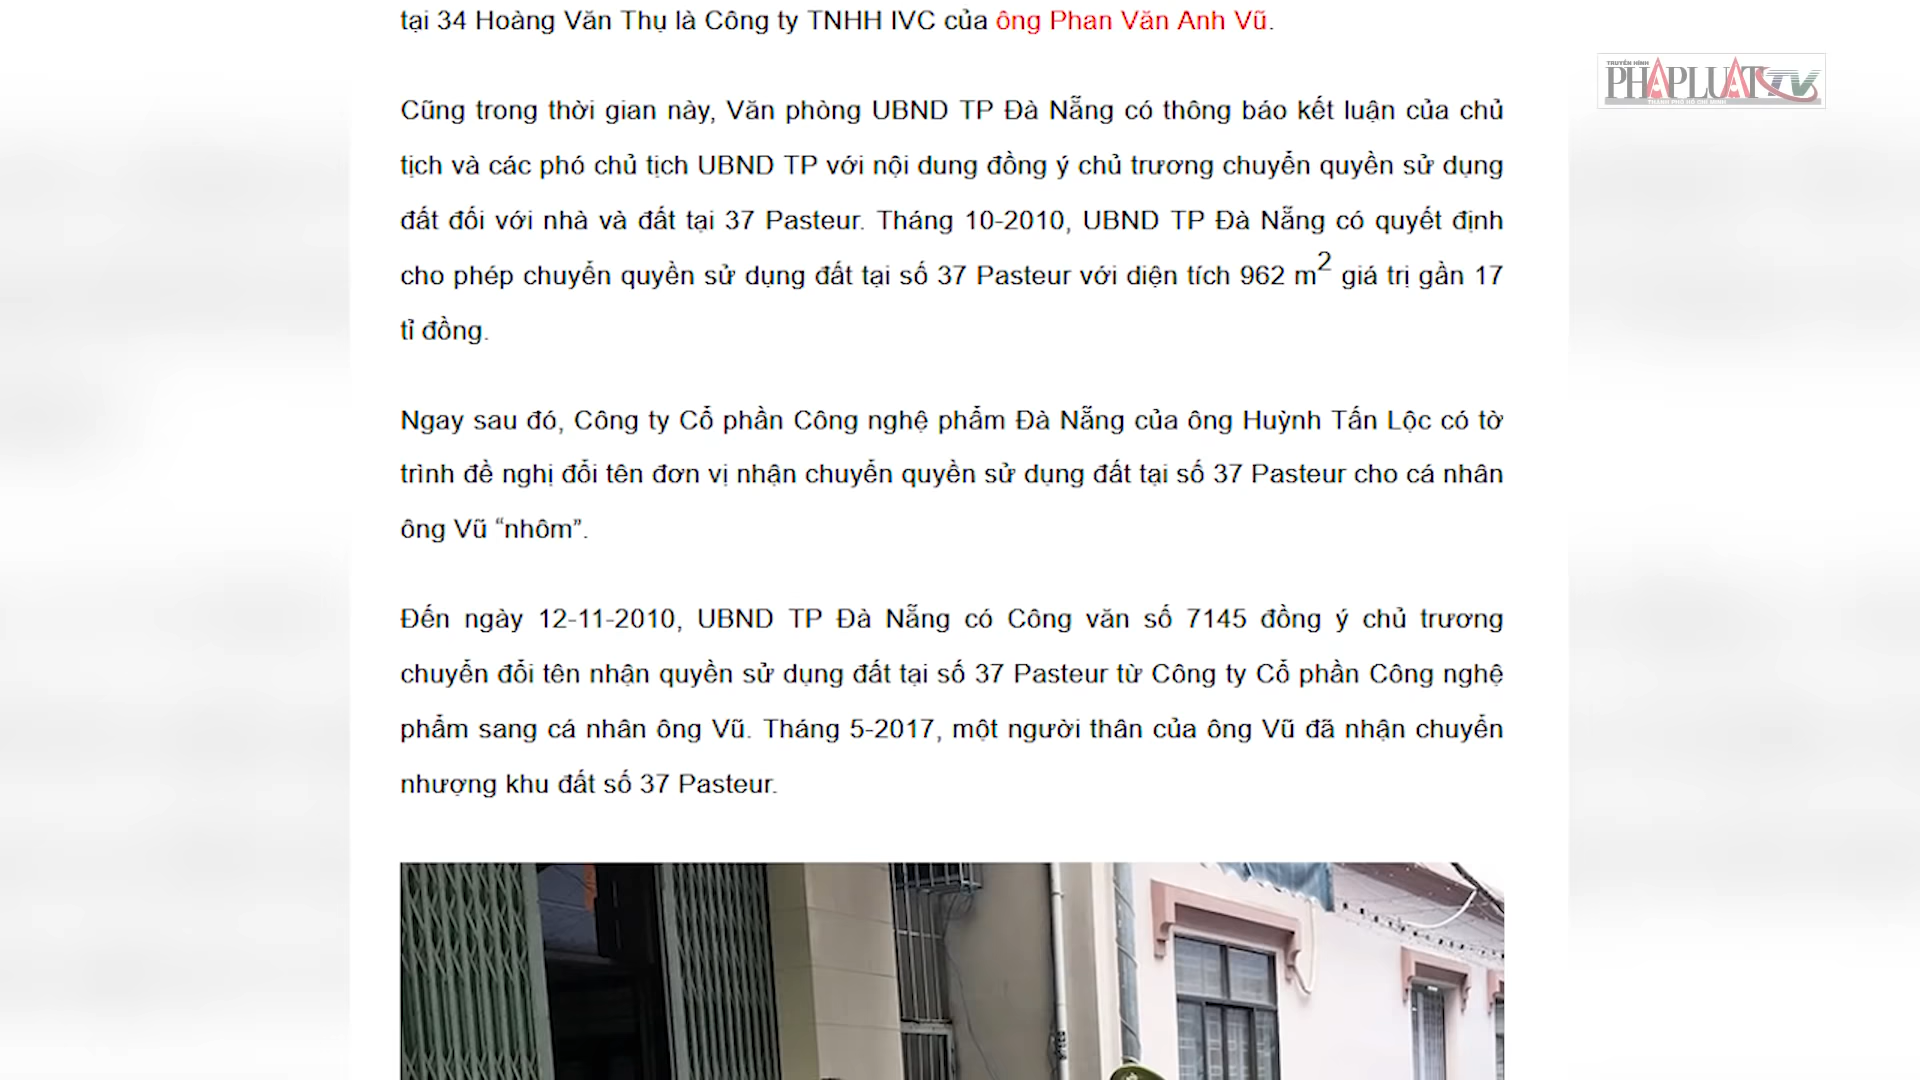 tại 34 Hoàng Văn Thụ là Công ty TNHH IVC của ông Phan Văn Anh Vũ.
TRUYỀN HÌNH
PHÁPLUẬTTV
THÀNH PHỐ HỒ CHÍ MINH
Cũng trong thời gian này, Văn phòng UBND TP Đà Nẵng có thông báo kết luận của chủ
tịch và các phó chủ tịch UBND TP với nội dung đồng ý chủ trương chuyển quyền sử dụng
đất đối với nhà và đất tại 37 Pasteur. Tháng 10-2010, UBND TP Đà Nẵng có quyết định
cho phép chuyển quyền sử dụng đất tại số 37 Pasteur với diện tích 962 m² giá trị gần 17
tỉ đồng.
Ngay sau đó, Công ty Cổ phần Công nghệ phẩm Đà Nẵng của ông Huỳnh Tấn Lộc có tờ
trình đề nghị đổi tên đơn vị nhận chuyển quyền sử dụng đất tại số 37 Pasteur cho cá nhân
ông Vũ “nhôm”.
Đến ngày 12-11-2010, UBND TP Đà Nẵng có Công văn số 7145 đồng ý chủ trương
chuyển đổi tên nhận quyền sử dụng đất tại số 37 Pasteur từ Công ty Cổ phần Công nghệ
phẩm sang cá nhân ông Vũ. Tháng 5-2017, một người thân của ông Vũ đã nhận chuyển
nhượng khu đất số 37 Pasteur.